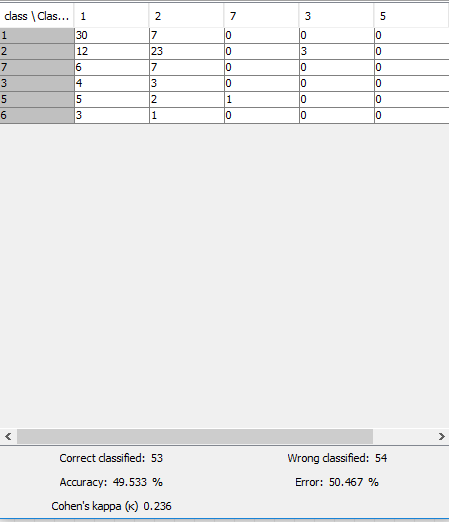 class \ Clas... 1 2 7 3 5
1 30 7 0 0 0
2 12 23 0 3 0
7 6 7 0 0 0
3 4 3 0 0 0
5 5 2 1 0 0
6 3 1 0 0 0
Correct classified: 53 Wrong classified: 54
Accuracy: 49.533 % Error: 50.467 %
Cohen's kappa (κ) 0.236